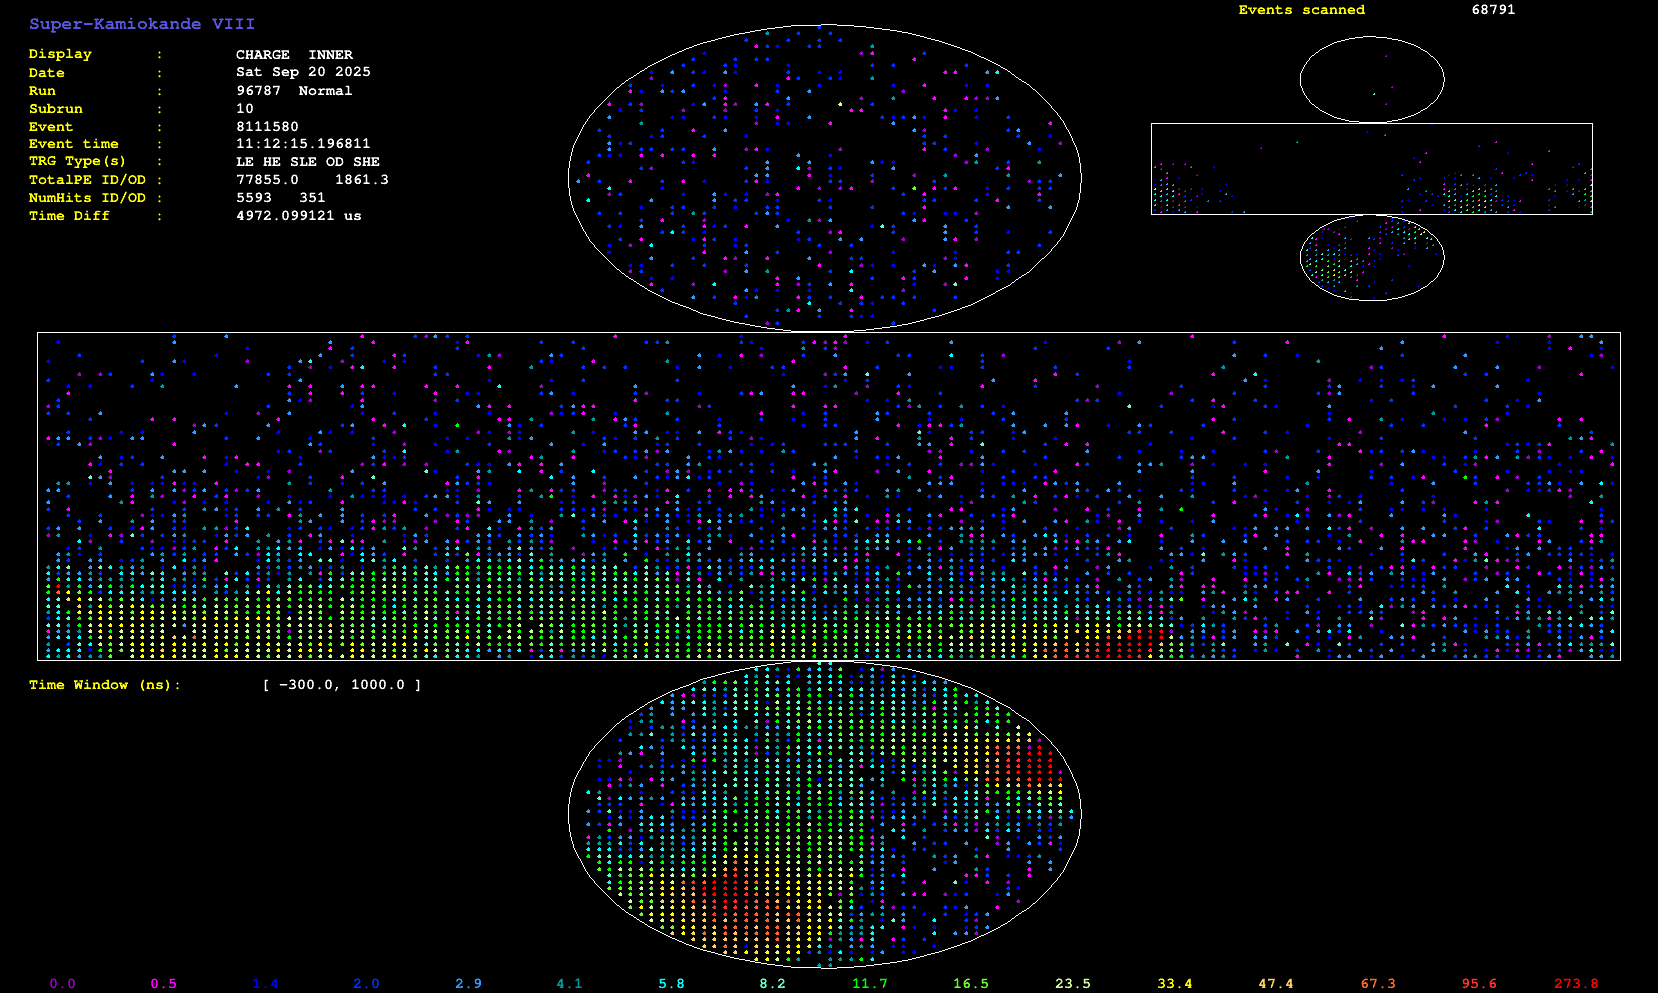 Super-Kamiokande VIII
Events scanned 68791
Display : CHARGE INNER
Date : Sat Sep 20 2025
Run : 96787 Normal
Subrun : 10
Event : 8111580
Event time : 11:12:15.196811
TRG Type(s) : LE HE SLE OD SHE
TotalPE ID/OD : 77855.0 1861.3
NumHits ID/OD : 5593 351
Time Diff : 4972.099121 us
Time Window (ns): [ -300.0, 1000.0 ]
0.0 0.5 1.4 2.0 2.9 4.1 5.8 8.2 11.7 16.5 23.5 33.4 47.4 67.3 95.6 273.8